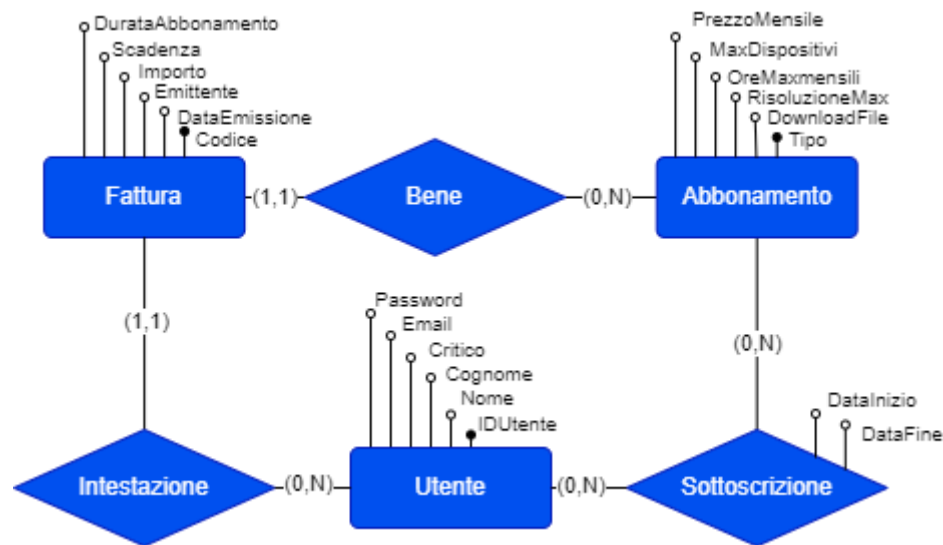 DurataAbbonamento
Scadenza
Importo
Emittente
DataEmissione
Codice
Fattura
(1,1)
Bene
(0,N)
PrezzoMensile
MaxDispositivi
OreMaxmensili
RisoluzioneMax
DownloadFile
Tipo
Abbonamento
(1,1)
(0,N)
Password
Email
Critico
Cognome
Nome
IDUtente
DataInizio
DataFine
Intestazione
(0,N)
Utente
(0,N)
Sottoscrizione